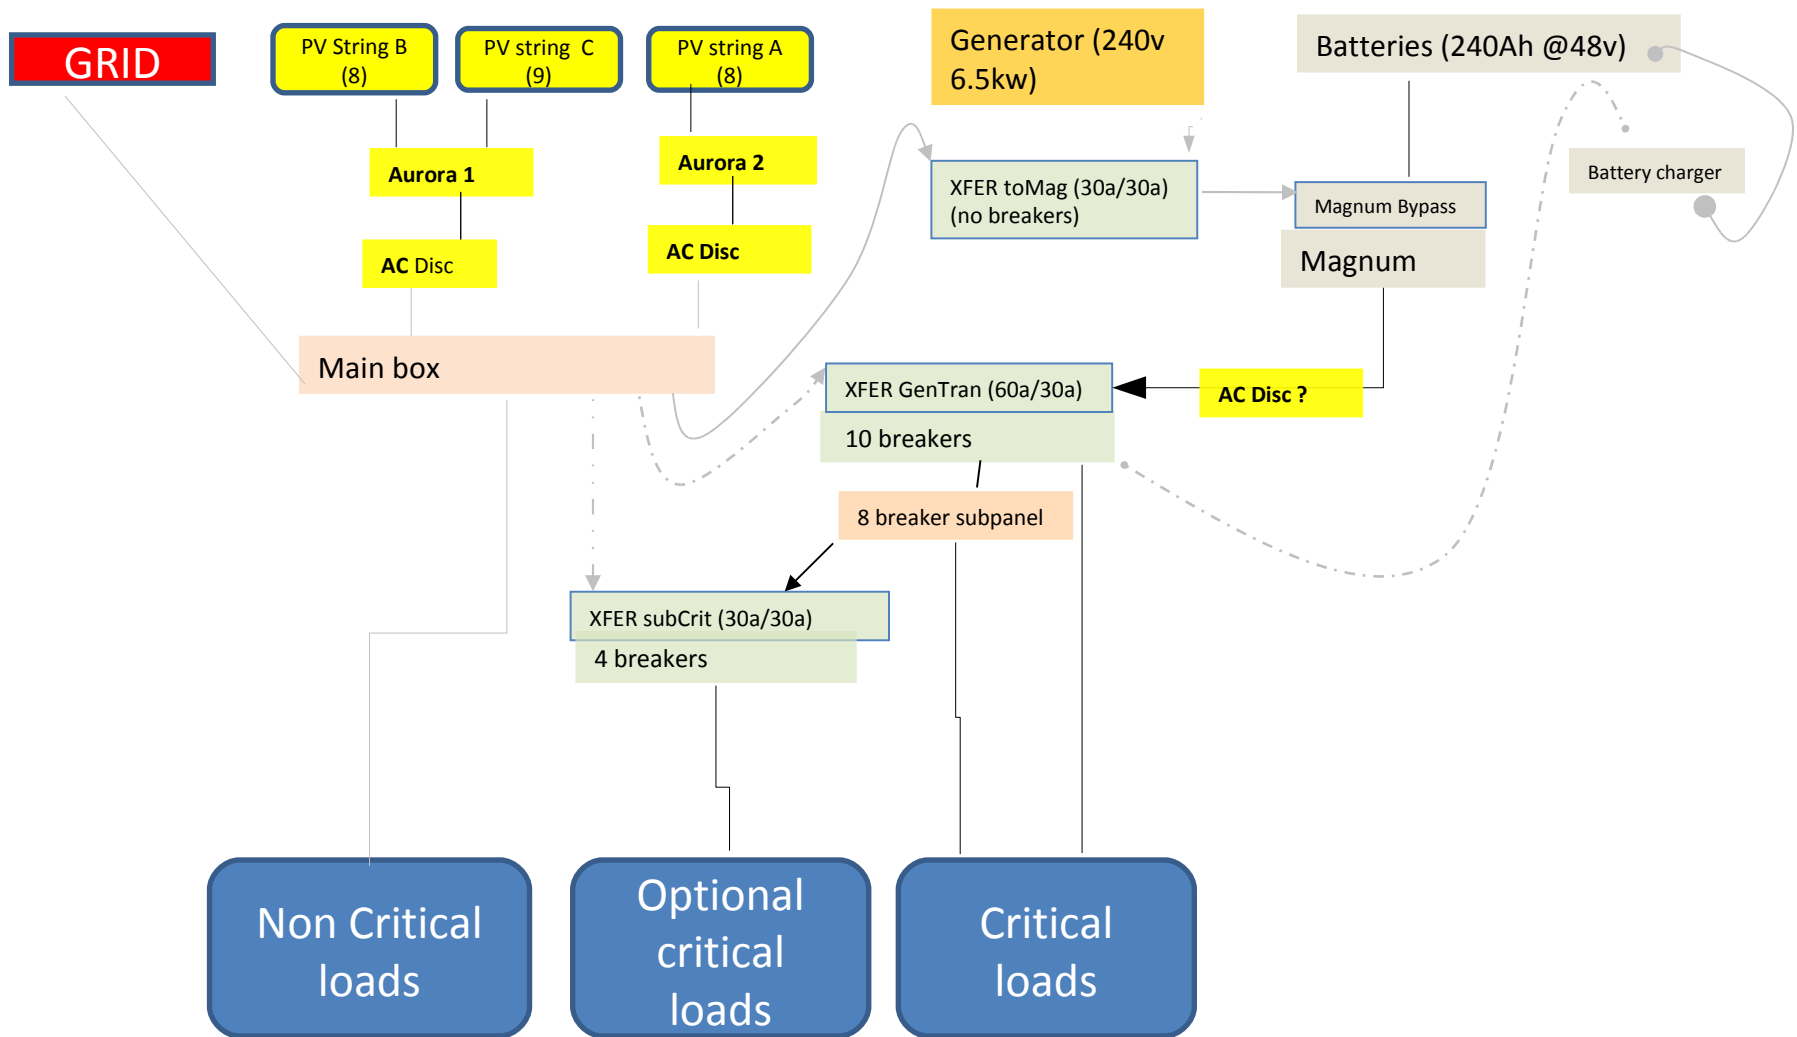 GRID
PV String B
(8)
PV string  C
(9)
PV string A
(8)
Generator (240v
6.5kw)
Batteries (240Ah @48v)
Aurora 1
Aurora 2
XFER toMag (30a/30a)
(no breakers)
Magnum Bypass
Battery charger
AC Disc
AC Disc
Magnum
Main box
XFER GenTran (60a/30a)
AC Disc ?
10 breakers
8 breaker subpanel
XFER subCrit (30a/30a)
4 breakers
Non Critical
loads
Optional
critical
loads
Critical
loads